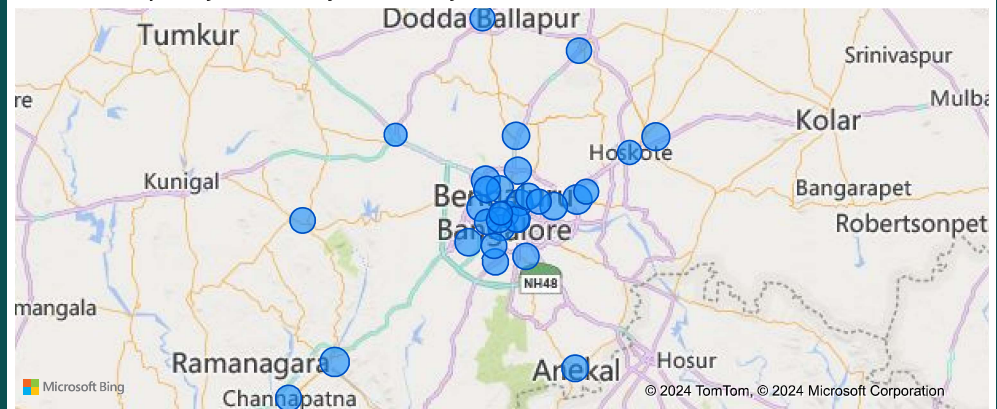 Dodda Ballapur
Tumkur
Srinivaspur
re
Mulba
Kolar
Hoskote
Kunigal
Bangarapet
Bengaluru
Robertsonpet
Bangalore
NH48
mangala
Ramanagara
Anekal
Hosur
Channapatna
Microsoft Bing
© 2024 TomTom, © 2024 Microsoft Corporation